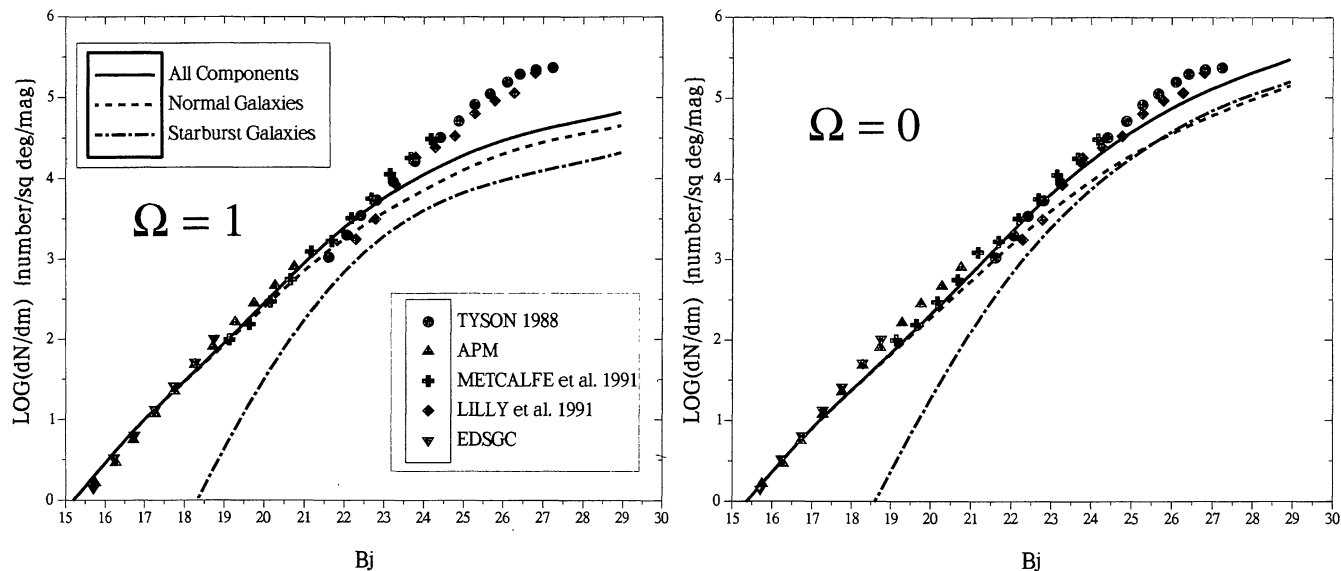 LOG(dN/dm) {number/sq deg/mag}
6
5
4
3
2
1
0
All Components
Normal Galaxies
Starburst Galaxies
Ω = 1
TYSON 1988
APM
METCALFE et al. 1991
LILLY et al. 1991
EDSGC
15 16 17 18 19 20 21 22 23 24 25 26 27 28 29 30
Bj
LOG(dN/dm) {number/sq deg/mag}
6
5
4
3
2
1
0
Ω = 0
15 16 17 18 19 20 21 22 23 24 25 26 27 28 29 30
Bj